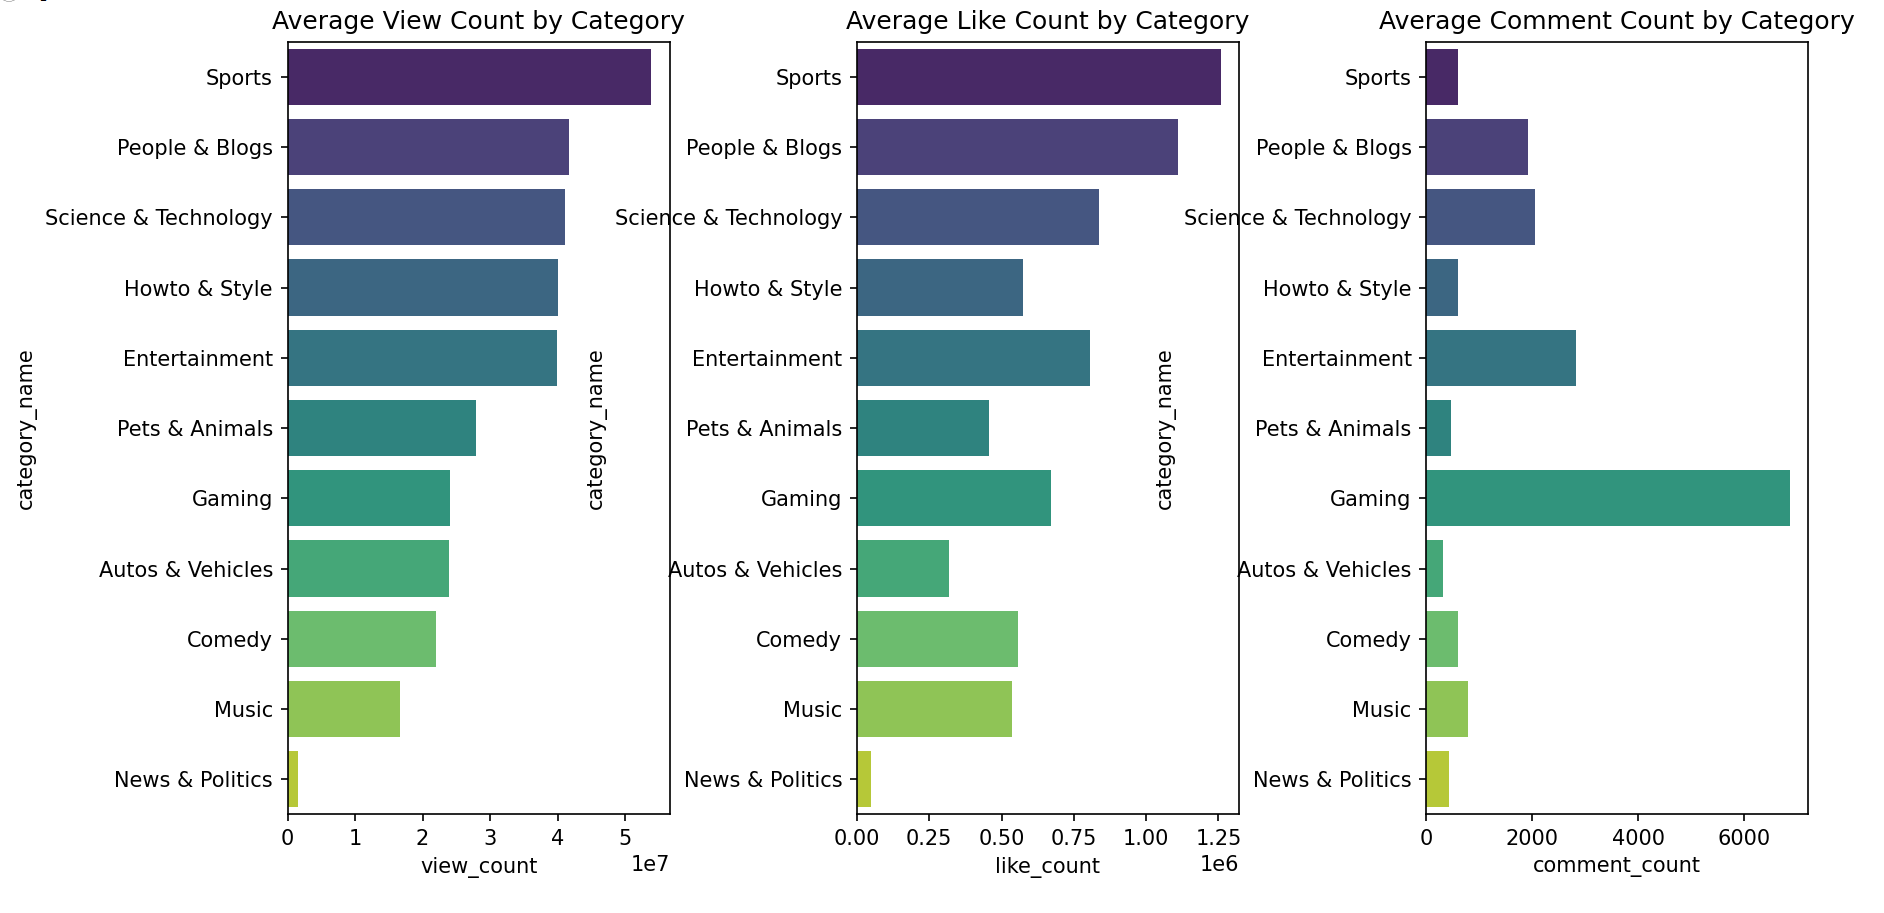 Average View Count by Category
Sports
People & Blogs
Science & Technology
Howto & Style
Entertainment
Pets & Animals
Gaming
Autos & Vehicles
Comedy
Music
News & Politics
category_name
0 1 2 3 4 5
1e7
view_count
Average Like Count by Category
Sports
People & Blogs
Science & Technology
Howto & Style
Entertainment
Pets & Animals
Gaming
Autos & Vehicles
Comedy
Music
News & Politics
category_name
0.00 0.25 0.50 0.75 1.00 1.25
1e6
like_count
Average Comment Count by Category
Sports
People & Blogs
Science & Technology
Howto & Style
Entertainment
Pets & Animals
Gaming
Autos & Vehicles
Comedy
Music
News & Politics
category_name
0 2000 4000 6000
comment_count